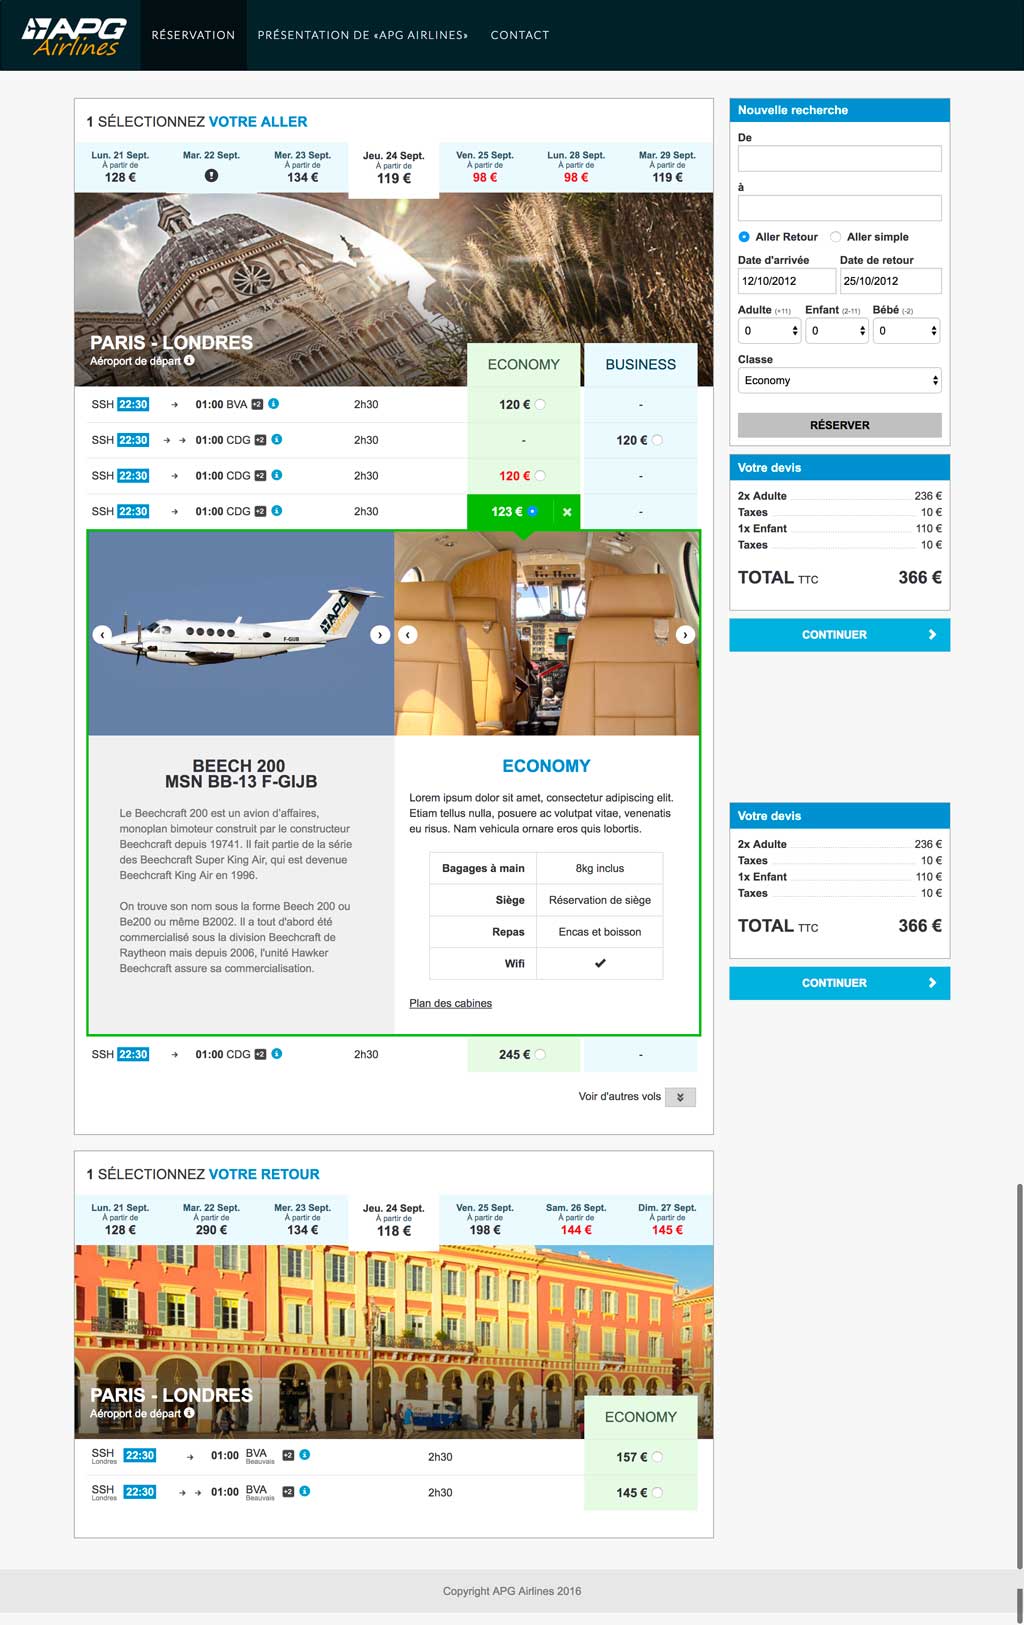 APG
Airlines
RÉSERVATION
PRÉSENTATION DE «APG AIRLINES»
CONTACT
1 SÉLECTIONNEZ VOTRE ALLER
Lun. 21 Sept.
À partir de
128 €
Mar. 22 Sept.
Mer. 23 Sept.
À partir de
134 €
Jeu. 24 Sept.
À partir de
119 €
Ven. 25 Sept.
À partir de
98 €
Lun. 28 Sept.
À partir de
98 €
Mar. 29 Sept.
À partir de
119 €
PARIS - LONDRES
Aéroport de départ
ECONOMY
BUSINESS
SSH 22:30 → 01:00 BVA +2 2h30 120 € -
SSH 22:30 → → 01:00 CDG +2 2h30 - 120 €
SSH 22:30 → 01:00 CDG +2 2h30 120 € -
SSH 22:30 → 01:00 CDG +2 2h30 123 € × -
APG
Airlines
F-GIJB
BEECH 200
MSN BB-13 F-GIJB
Le Beechcraft 200 est un avion d'affaires,
monoplan bimoteur construit par le constructeur
Beechcraft depuis 19741. Il fait partie de la série
des Beechcraft Super King Air, qui est devenue
Beechcraft King Air en 1996.
On trouve son nom sous la forme Beech 200 ou
Be200 ou même B2002. Il a tout d'abord été
commercialisé sous la division Beechcraft de
Raytheon mais depuis 2006, l'unité Hawker
Beechcraft assure sa commercialisation.
ECONOMY
Lorem ipsum dolor sit amet, consectetur adipiscing elit.
Etiam tellus nulla, posuere ac volutpat vitae, venenatis
eu risus. Nam vehicula ornare eros quis lobortis.
Bagages à main 8kg inclus
Siège Réservation de siège
Repas Encas et boisson
Wifi ✔
Plan des cabines
SSH 22:30 → 01:00 CDG +2 2h30 245 € -
Voir d'autres vols
1 SÉLECTIONNEZ VOTRE RETOUR
Lun. 21 Sept.
À partir de
128 €
Mar. 22 Sept.
À partir de
290 €
Mer. 23 Sept.
À partir de
134 €
Jeu. 24 Sept.
À partir de
118 €
Ven. 25 Sept.
À partir de
198 €
Sam. 26 Sept.
À partir de
144 €
Dim. 27 Sept.
À partir de
145 €
PARIS - LONDRES
Aéroport de départ
ECONOMY
SSH 22:30 → 01:00 BVA +2 2h30 157 €
Londres Beauvais
SSH 22:30 → → 01:00 BVA +2 2h30 145 €
Londres Beauvais
Nouvelle recherche
De
à
Aller Retour Aller simple
Date d'arrivée Date de retour
12/10/2012 25/10/2012
Adulte (+11) Enfant (2-11) Bébé (-2)
0 0 0
Classe
Economy
RÉSERVER
Votre devis
2x Adulte 236 €
Taxes 10 €
1x Enfant 110 €
Taxes 10 €
TOTAL TTC 366 €
CONTINUER
Votre devis
2x Adulte 236 €
Taxes 10 €
1x Enfant 110 €
Taxes 10 €
TOTAL TTC 366 €
CONTINUER
Copyright APG Airlines 2016